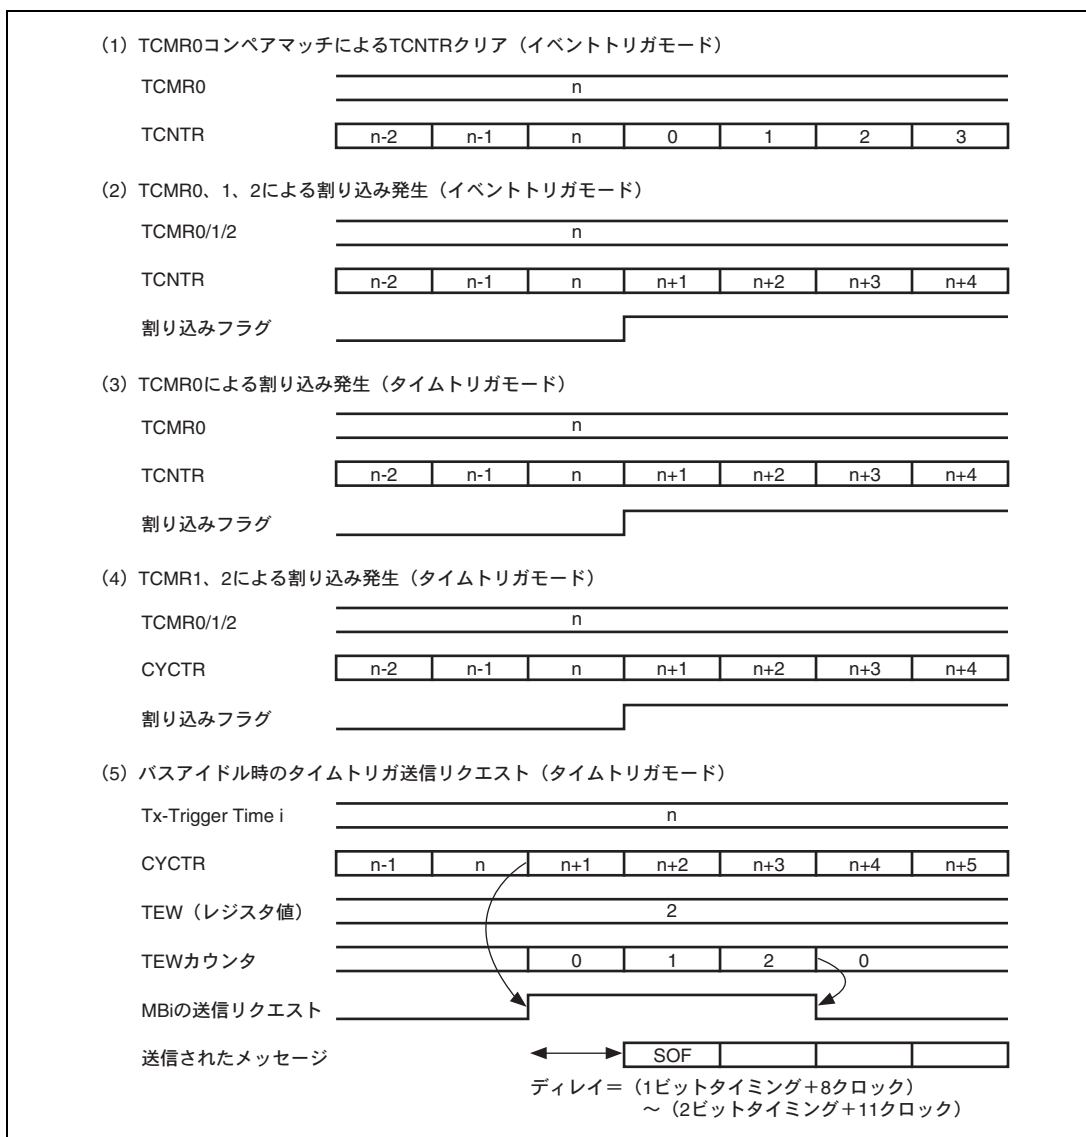 (1) TCMR0コンペアマッチによるTCNTRクリア（イベントトリガモード）
TCMR0 n
TCNTR n-2 n-1 n 0 1 2 3
(2) TCMR0、1、2による割り込み発生（イベントトリガモード）
TCMR0/1/2 n
TCNTR n-2 n-1 n n+1 n+2 n+3 n+4
割り込みフラグ
(3) TCMR0による割り込み発生（タイムトリガモード）
TCMR0 n
TCNTR n-2 n-1 n n+1 n+2 n+3 n+4
割り込みフラグ
(4) TCMR1、2による割り込み発生（タイムトリガモード）
TCMR0/1/2 n
CYCTR n-2 n-1 n n+1 n+2 n+3 n+4
割り込みフラグ
(5) バスアイドル時のタイムトリガ送信リクエスト（タイムトリガモード）
Tx-Trigger Time i n
CYCTR n-1 n n+1 n+2 n+3 n+4 n+5
TEW（レジスタ値） 2
TEWカウンタ 0 1 2 0
MBiの送信リクエスト
送信されたメッセージ SOF
ディレイ＝（1ビットタイミング＋8クロック）
～（2ビットタイミング＋11クロック）